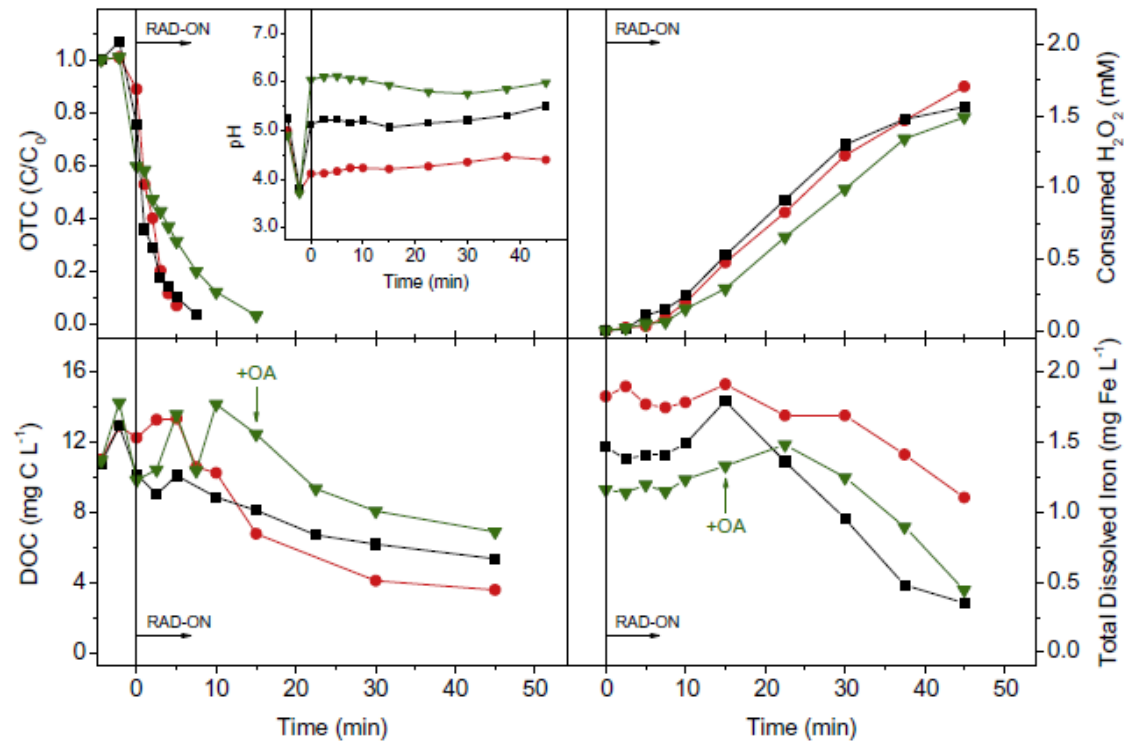 RAD-ON
1.0
0.8
0.6
0.4
0.2
0.0
OTC (C/C₀)
7.0
6.0
5.0
4.0
3.0
pH
0 10 20 30 40
Time (min)
RAD-ON
2.0
1.5
1.0
0.5
0.0
Consumed H₂O₂ (mM)
16
12
8
4
0
DOC (mg C L⁻¹)
+OA
RAD-ON
0 10 20 30 40 50
Time (min)
2.0
1.5
1.0
0.5
0.0
Total Dissolved Iron (mg Fe L⁻¹)
+OA
RAD-ON
0 10 20 30 40 50
Time (min)